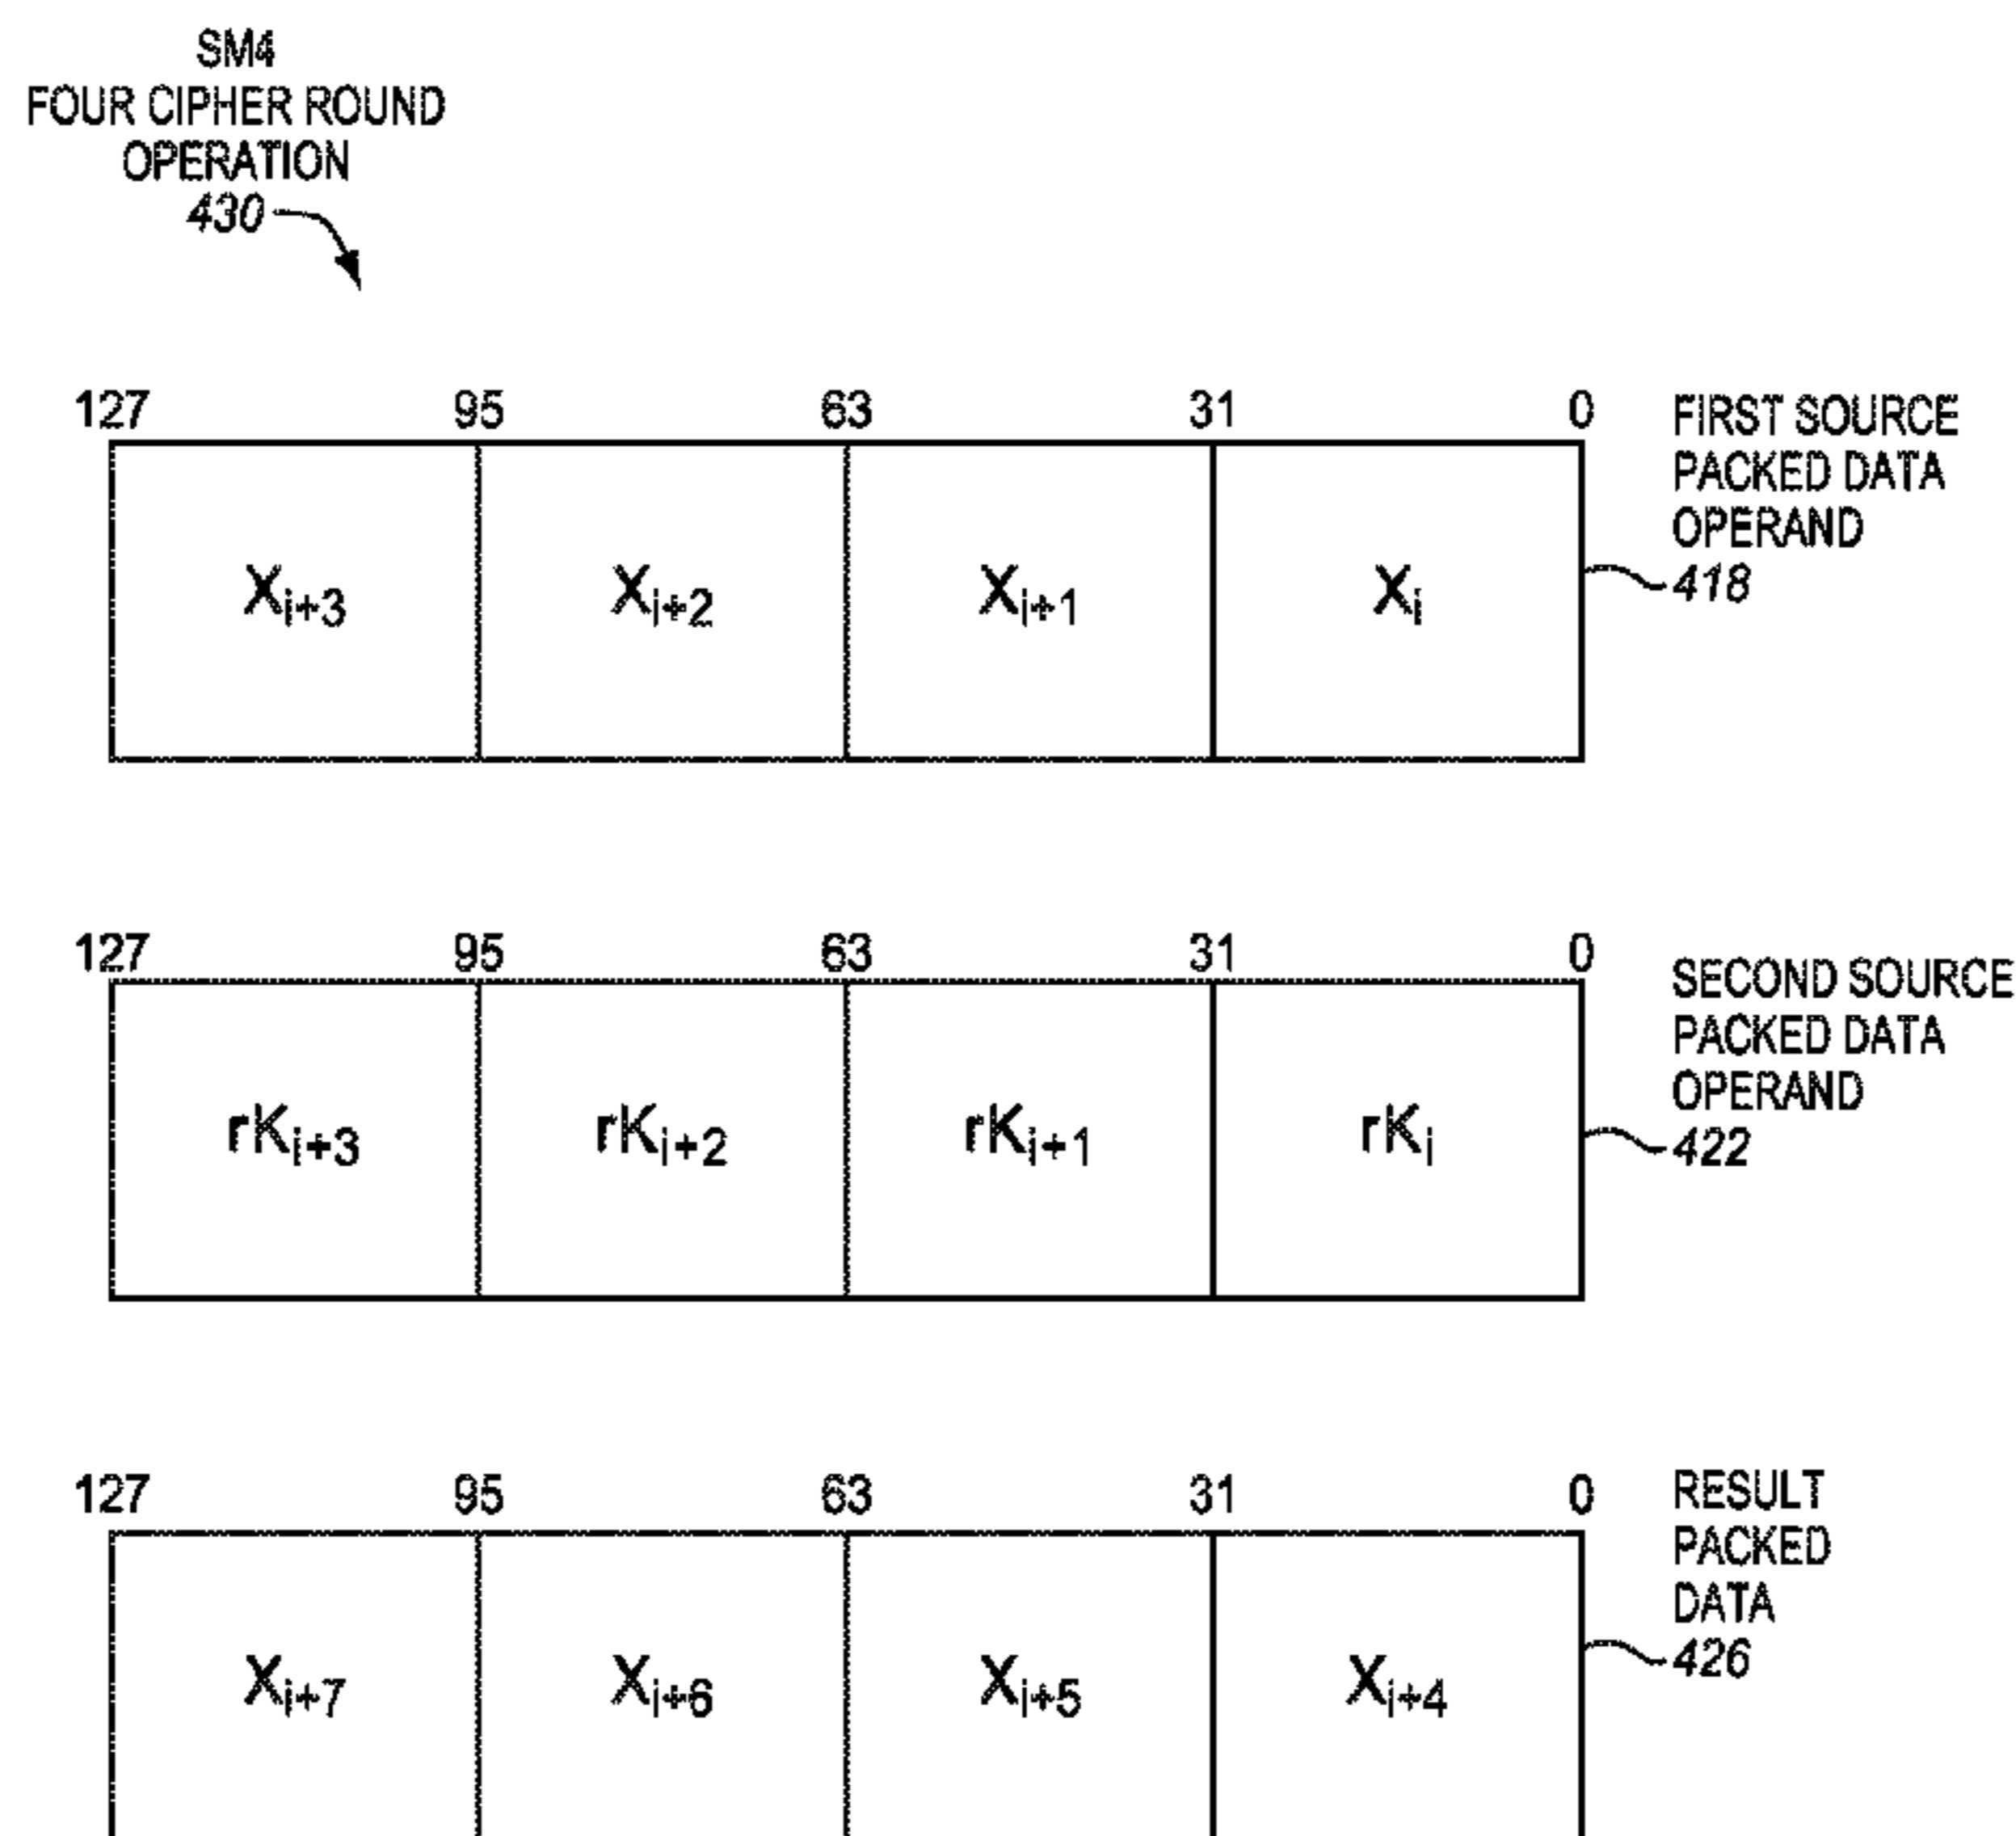 SM4
FOUR CIPHER ROUND
OPERATION
430
127 95 63 31 0
FIRST SOURCE
PACKED DATA
OPERAND
418
Xi+3 Xi+2 Xi+1 Xi
127 95 63 31 0
SECOND SOURCE
PACKED DATA
OPERAND
422
rKi+3 rKi+2 rKi+1 rKi
127 95 63 31 0
RESULT
PACKED
DATA
426
Xi+7 Xi+6 Xi+5 Xi+4